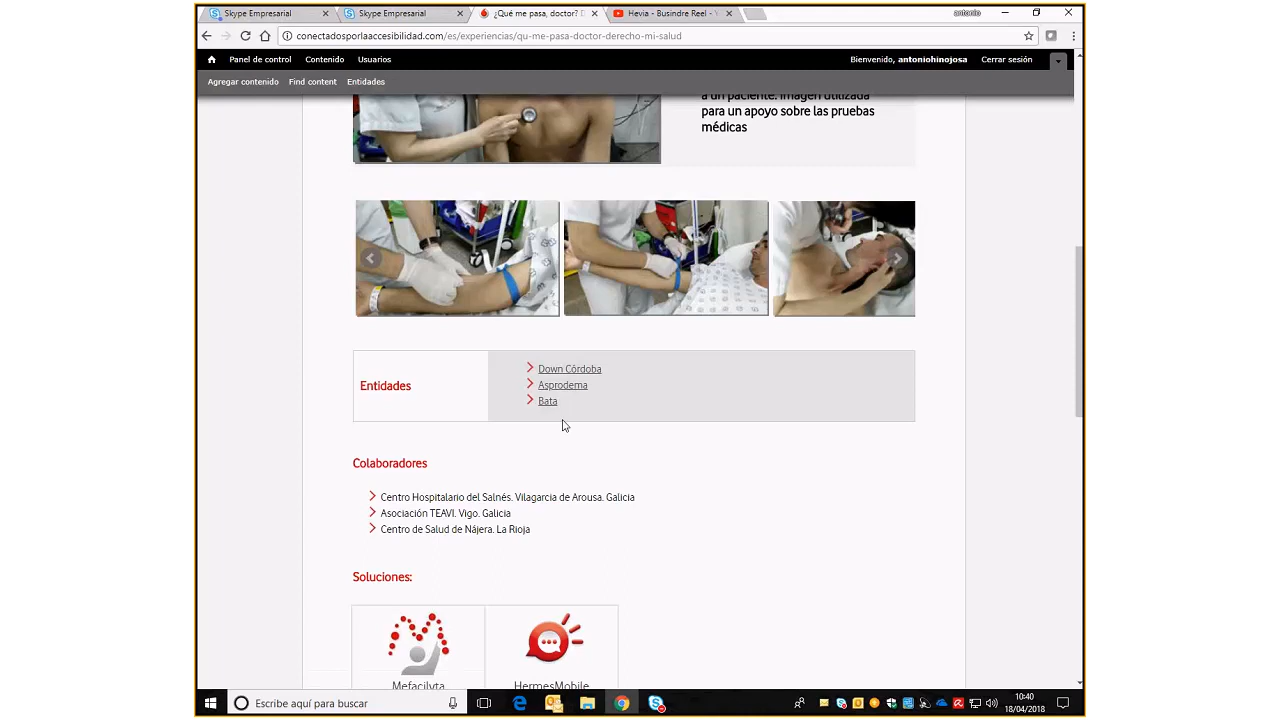 Skype Empresarial
Skype Empresarial
¿Qué me pasa, doctor?
Hevia - Busindre Reel -
antonio
conectadosporlaaccesibilidad.com/es/experiencias/qu-me-pasa-doctor-derecho-mi-salud
Panel de control Contenido Usuarios
Bienvenido, antoniohinojosa Cerrar sesión
Agregar contenido Find content Entidades
a un paciente. Imagen utilizada
para un apoyo sobre las pruebas
médicas
Entidades
Down Córdoba
Asprodema
Bata
Colaboradores
Centro Hospitalario del Salnés. Vilagarcia de Arousa. Galicia
Asociación TEAVI. Vigo. Galicia
Centro de Salud de Nájera. La Rioja
Soluciones:
Mefacilyta
HermesMobile
Escribe aquí para buscar
10:40
18/04/2018